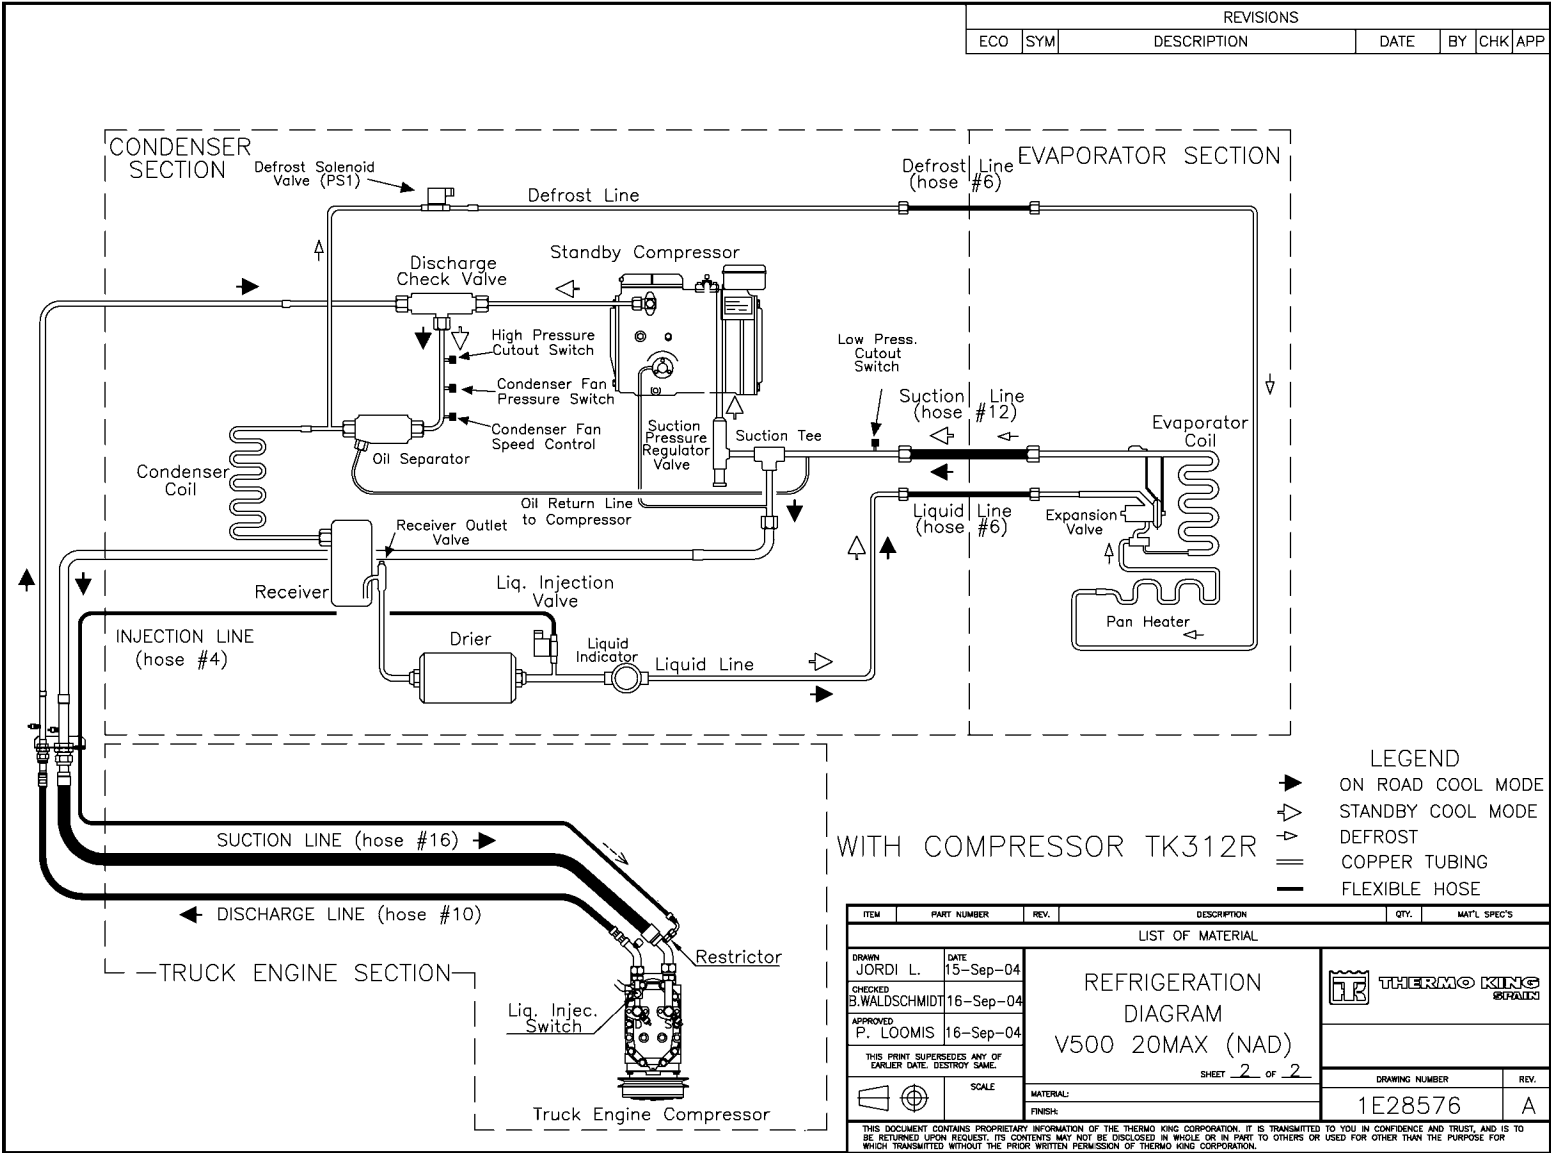 REVISIONS
ECO SYM DESCRIPTION DATE BY CHK APP
CONDENSER
SECTION
Defrost Solenoid
Valve (PS1)
Defrost Line
Defrost Line
(hose #6)
EVAPORATOR SECTION
Standby Compressor
Discharge
Check Valve
High Pressure
Cutout Switch
Condenser Fan
Pressure Switch
Condenser Fan
Speed Control
Low Press.
Cutout
Switch
Suction Line
(hose #12)
Evaporator
Coil
Suction
Pressure
Regulator
Valve
Suction Tee
Oil Separator
Condenser
Coil
Oil Return Line
to Compressor
Liquid Line
(hose #6)
Expansion
Valve
Receiver Outlet
Valve
Receiver
Liq. Injection
Valve
Pan Heater
INJECTION LINE
(hose #4)
Drier
Liquid
Indicator
Liquid Line
LEGEND
ON ROAD COOL MODE
STANDBY COOL MODE
DEFROST
COPPER TUBING
FLEXIBLE HOSE
SUCTION LINE (hose #16)
WITH COMPRESSOR TK312R
DISCHARGE LINE (hose #10)
Restrictor
TRUCK ENGINE SECTION
Liq. Injec.
Switch
D S
Truck Engine Compressor
ITEM PART NUMBER REV. DESCRIPTION QTY. MAT'L SPEC'S
LIST OF MATERIAL
DRAWN DATE
JORDI L. 15-Sep-04
CHECKED
B.WALDSCHMIDT 16-Sep-04
APPROVED
P. LOOMIS 16-Sep-04
THIS PRINT SUPERSEDES ANY OF
EARLIER DATE. DESTROY SAME.
SCALE
REFRIGERATION
DIAGRAM
V500 20MAX (NAD)
SHEET 2 OF 2
MATERIAL:
FINISH:
THERMO KING
SPAIN
DRAWING NUMBER REV.
1E28576 A
THIS DOCUMENT CONTAINS PROPRIETARY INFORMATION OF THE THERMO KING CORPORATION. IT IS TRANSMITTED TO YOU IN CONFIDENCE AND TRUST, AND IS TO
BE RETURNED UPON REQUEST. ITS CONTENTS MAY NOT BE DISCLOSED IN WHOLE OR IN PART TO OTHERS OR USED FOR OTHER THAN THE PURPOSE FOR
WHICH TRANSMITTED WITHOUT THE PRIOR WRITTEN PERMISSION OF THERMO KING CORPORATION.